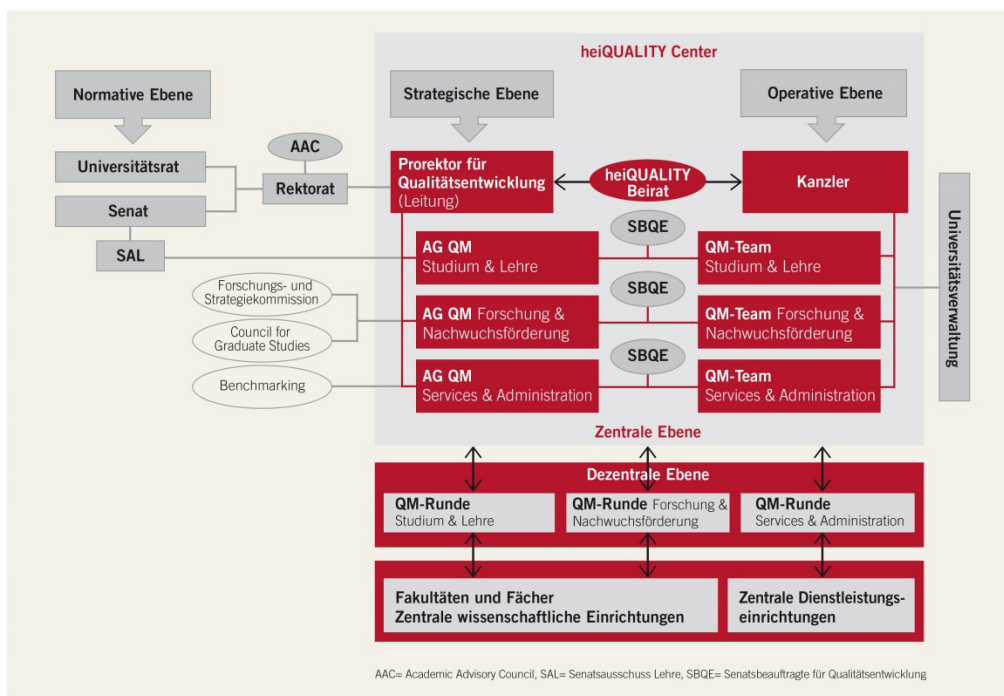 heiQUALITY Center
Normative Ebene
Strategische Ebene
Operative Ebene
Universitätsrat
Senat
SAL
AAC
Rektorat
Prorektor für
Qualitätsentwicklung
(Leitung)
heiQUALITY
Beirat
Kanzler
AG QM
Studium & Lehre
SBQE
QM-Team
Studium & Lehre
Forschungs- und
Strategiekommission
Council for
Graduate Studies
AG QM Forschung &
Nachwuchsförderung
SBQE
QM-Team Forschung &
Nachwuchsförderung
Benchmarking
AG QM
Services & Administration
SBQE
QM-Team
Services & Administration
Universitätsverwaltung
Zentrale Ebene
Dezentrale Ebene
QM-Runde
Studium & Lehre
QM-Runde Forschung &
Nachwuchsförderung
QM-Runde
Services & Administration
Fakultäten und Fächer
Zentrale wissenschaftliche Einrichtungen
Zentrale Dienstleistungs-
einrichtungen
AAC= Academic Advisory Council, SAL= Senatsausschuss Lehre, SBQE= Senatsbeauftragte für Qualitätsentwicklung